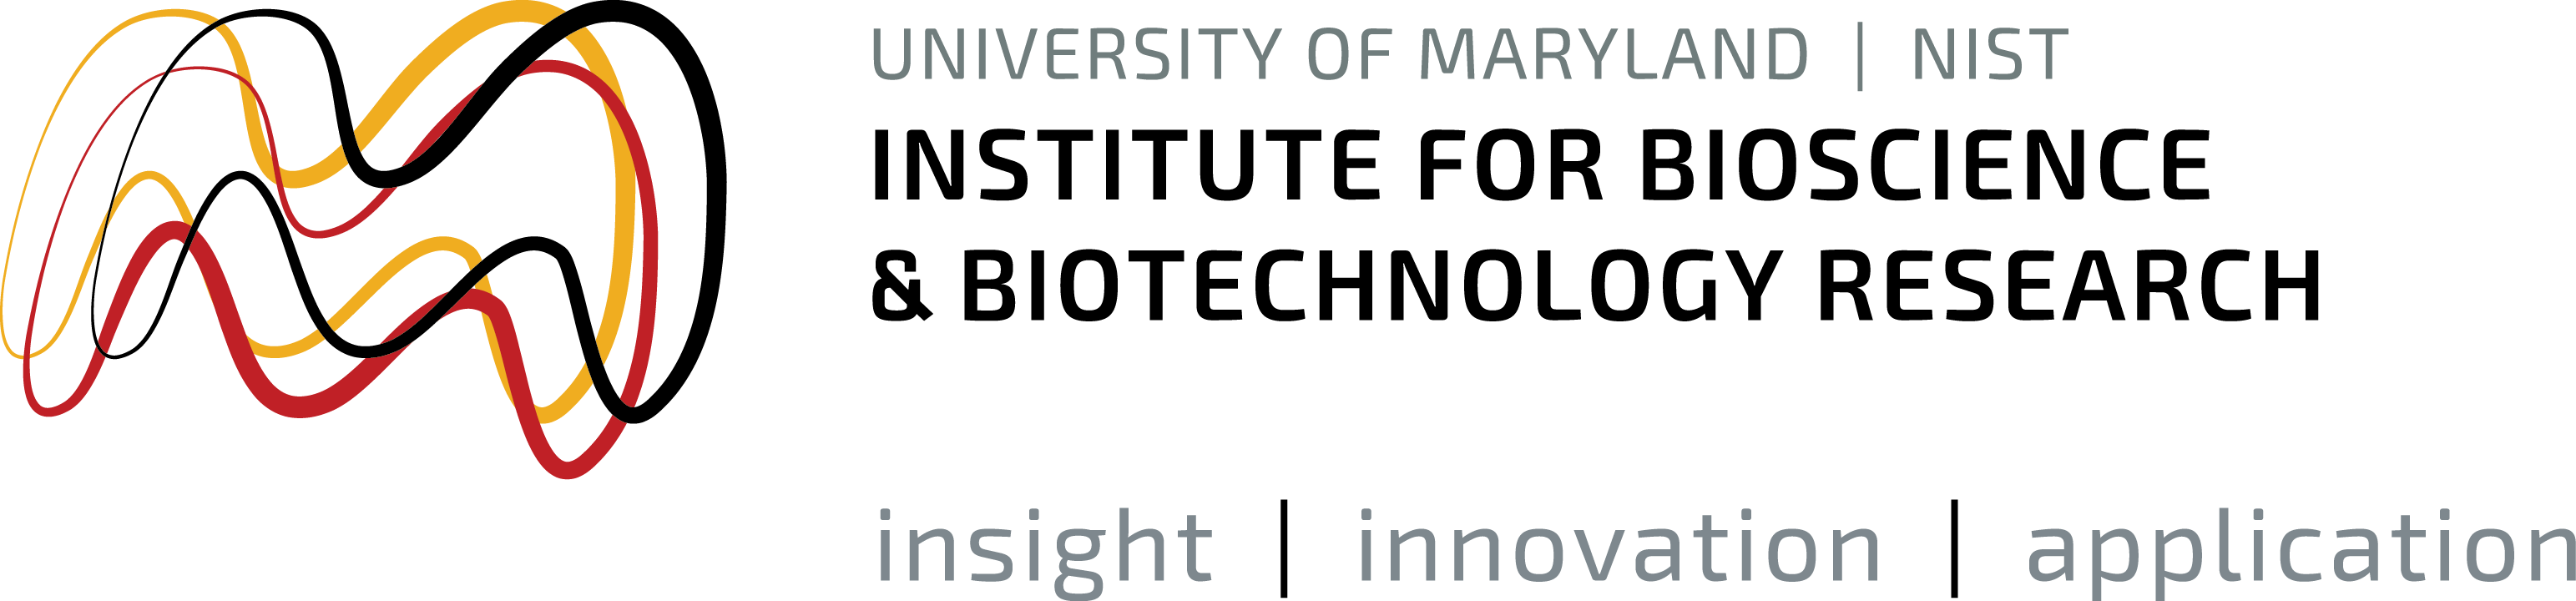 UNIVERSITY OF MARYLAND | NIST
INSTITUTE FOR BIOSCIENCE
& BIOTECHNOLOGY RESEARCH
insight | innovation | application